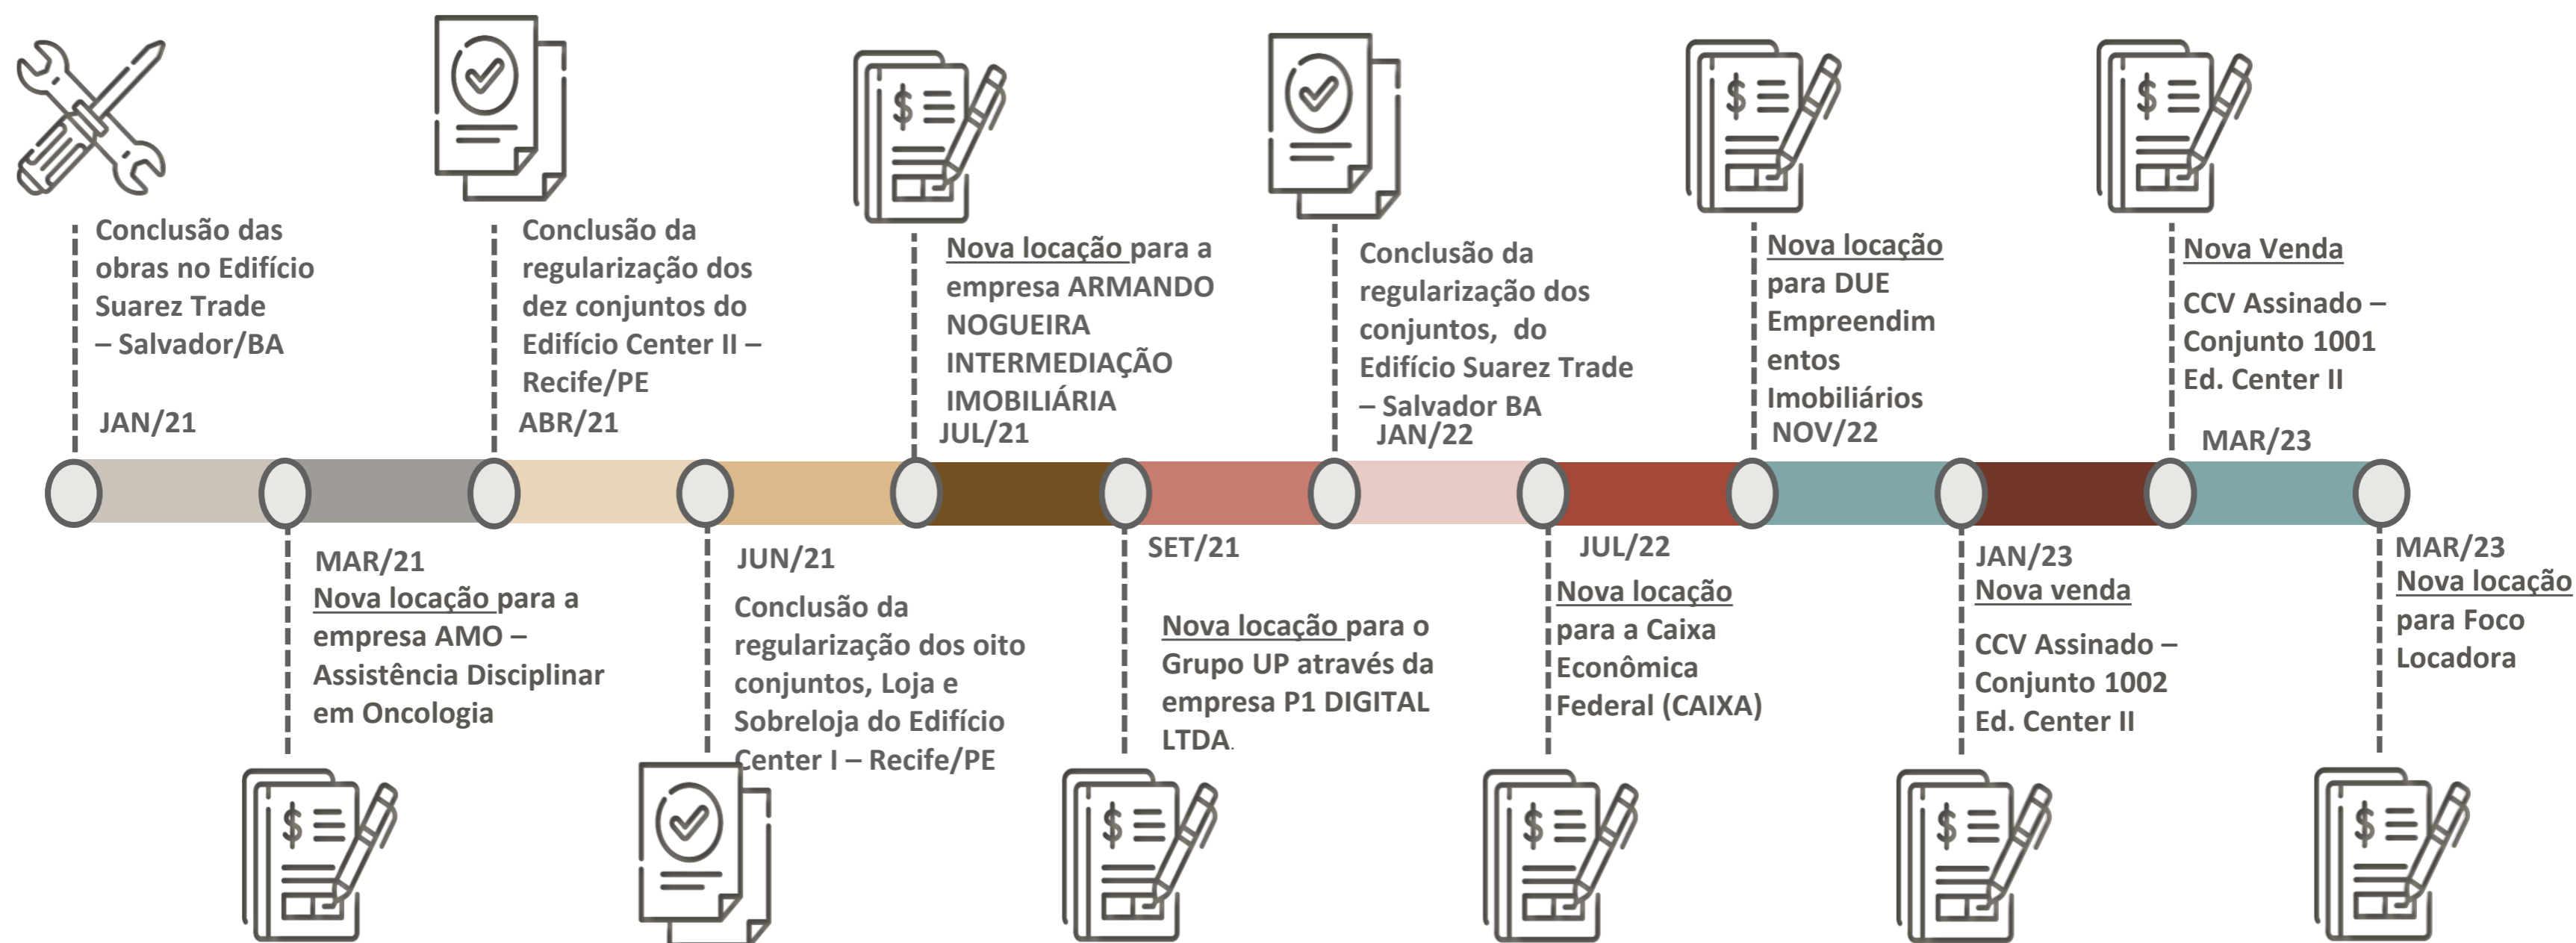 Conclusão das
obras no Edifício
Suarez Trade
– Salvador/BA
JAN/21
MAR/21
Nova locação para a
empresa AMO –
Assistência Disciplinar
em Oncologia
Conclusão da
regularização dos
dez conjuntos do
Edifício Center II –
Recife/PE
ABR/21
JUN/21
Conclusão da
regularização dos oito
conjuntos, Loja e
Sobreloja do Edifício
Center I – Recife/PE
$
Nova locação para a
empresa ARMANDO
NOGUEIRA
INTERMEDIAÇÃO
IMOBILIÁRIA
JUL/21
SET/21
Nova locação para o
Grupo UP através da
empresa P1 DIGITAL
LTDA.
Conclusão da
regularização dos
conjuntos, do
Edifício Suarez Trade
– Salvador BA
JAN/22
JUL/22
Nova locação
para a Caixa
Econômica
Federal (CAIXA)
$
Nova locação
para DUE
Empreendim
entos
Imobiliários
NOV/22
JAN/23
Nova venda
CCV Assinado –
Conjunto 1002
Ed. Center II
$
Nova Venda
CCV Assinado –
Conjunto 1001
Ed. Center II
MAR/23
MAR/23
Nova locação
para Foco
Locadora
$
$
$
$
$